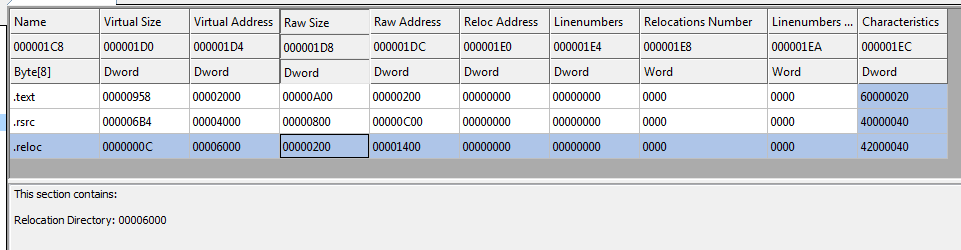 Name Virtual Size Virtual Address Raw Size Raw Address Reloc Address Linenumbers Relocations Number Linenumbers ... Characteristics
000001C8 000001D0 000001D4 000001D8 000001DC 000001E0 000001E4 000001E8 000001EA 000001EC
Byte[8] Dword Dword Dword Dword Dword Dword Word Word Dword
.text 00000958 00002000 00000A00 00000200 00000000 00000000 0000 0000 60000020
.rsrc 000006B4 00004000 00000800 00000C00 00000000 00000000 0000 0000 40000040
.reloc 0000000C 00006000 00000200 00001400 00000000 00000000 0000 0000 42000040
This section contains:
Relocation Directory: 00006000